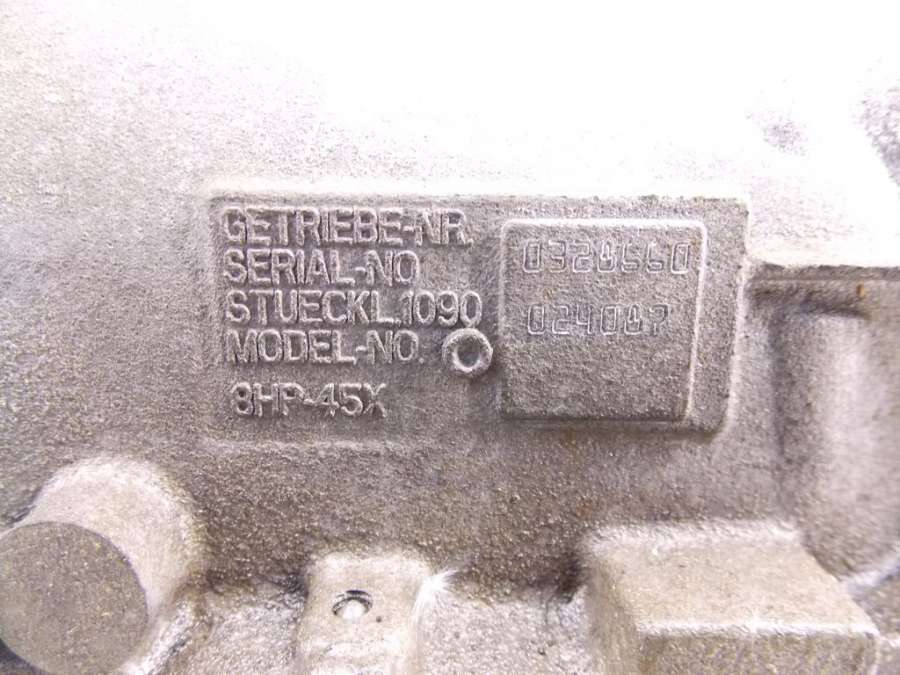 GETRIEBE-NR.
SERIAL-NO
STUECKL.1090
MODEL-NO.
8HP-45X
0328660
024087